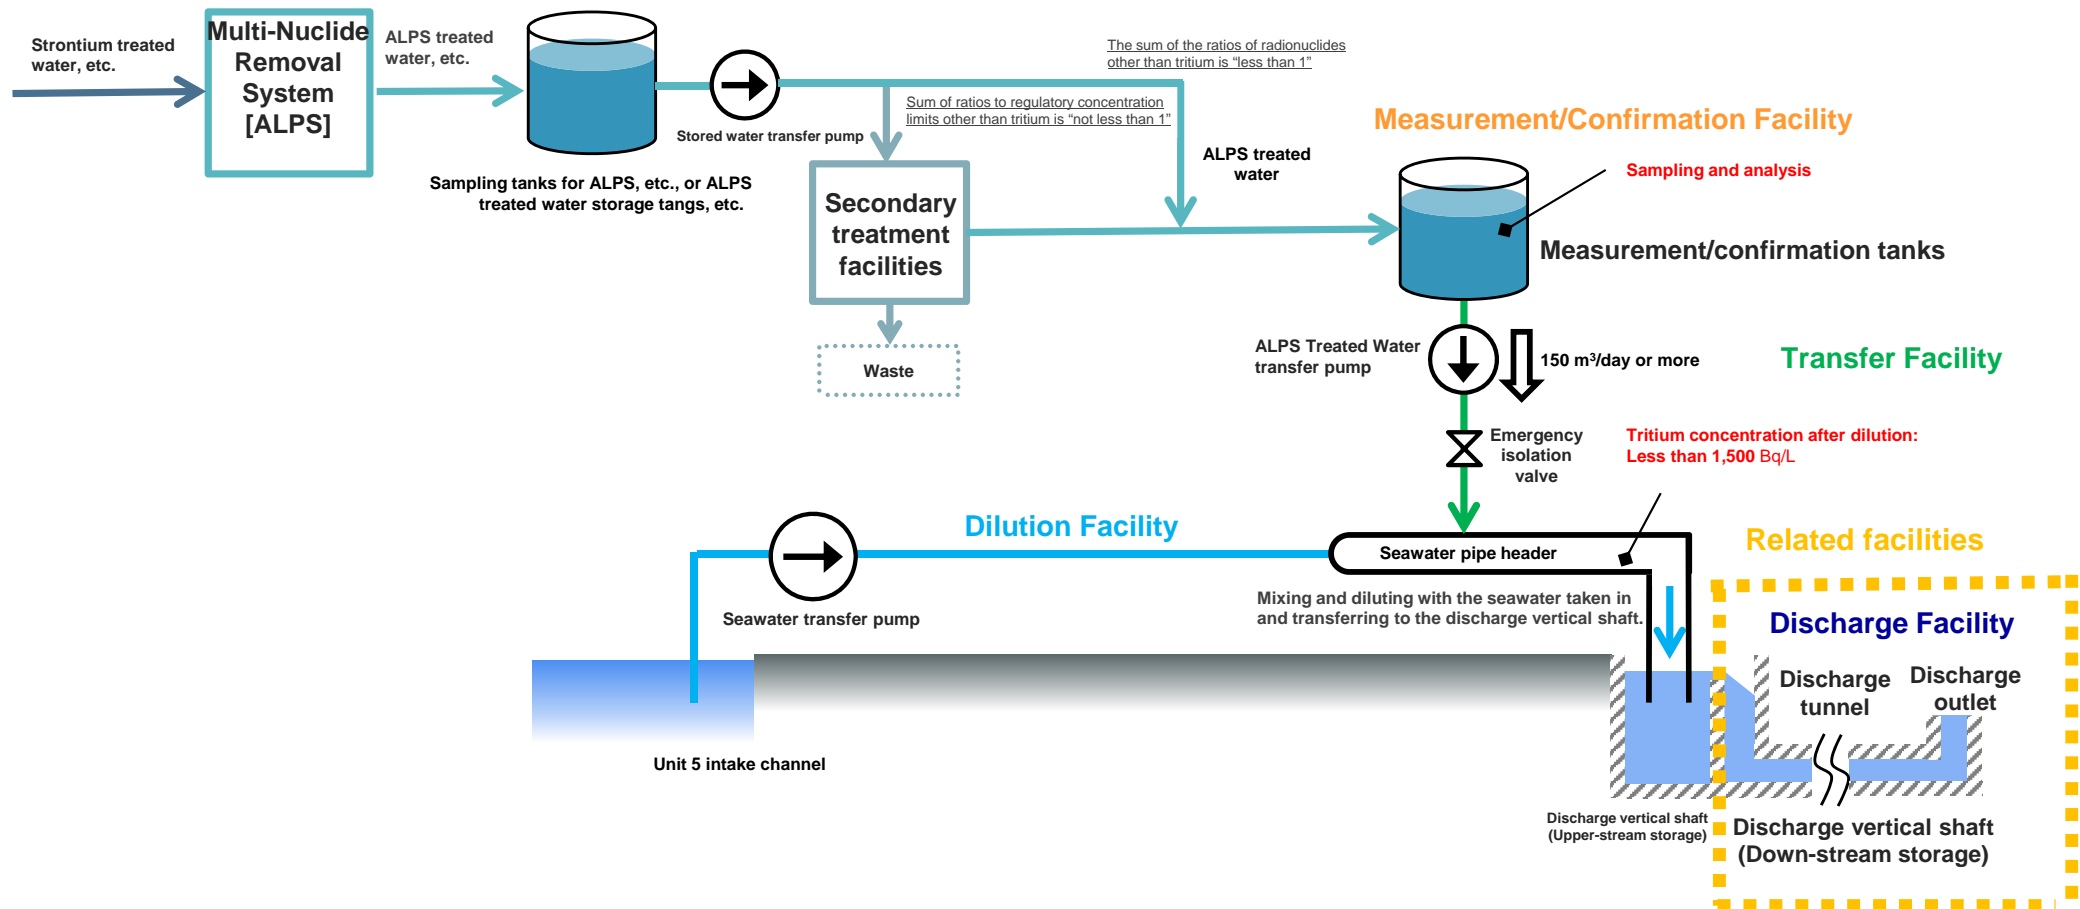 Strontium treated
water, etc.
Multi-Nuclide
Removal
System
[ALPS]
ALPS treated
water, etc.
Sampling tanks for ALPS, etc., or ALPS
treated water storage tangs, etc.
Stored water transfer pump
The sum of the ratios of radionuclides
other than tritium is “less than 1”
Sum of ratios to regulatory concentration
limits other than tritium is “not less than 1”
Secondary
treatment
facilities
Waste
ALPS treated
water
Measurement/Confirmation Facility
Sampling and analysis
Measurement/confirmation tanks
ALPS Treated Water
transfer pump
150 m³/day or more
Transfer Facility
Emergency
isolation
valve
Tritium concentration after dilution:
Less than 1,500 Bq/L
Dilution Facility
Seawater transfer pump
Seawater pipe header
Mixing and diluting with the seawater taken in
and transferring to the discharge vertical shaft.
Unit 5 intake channel
Related facilities
Discharge Facility
Discharge
tunnel
Discharge
outlet
Discharge vertical shaft
(Upper-stream storage)
Discharge vertical shaft
(Down-stream storage)